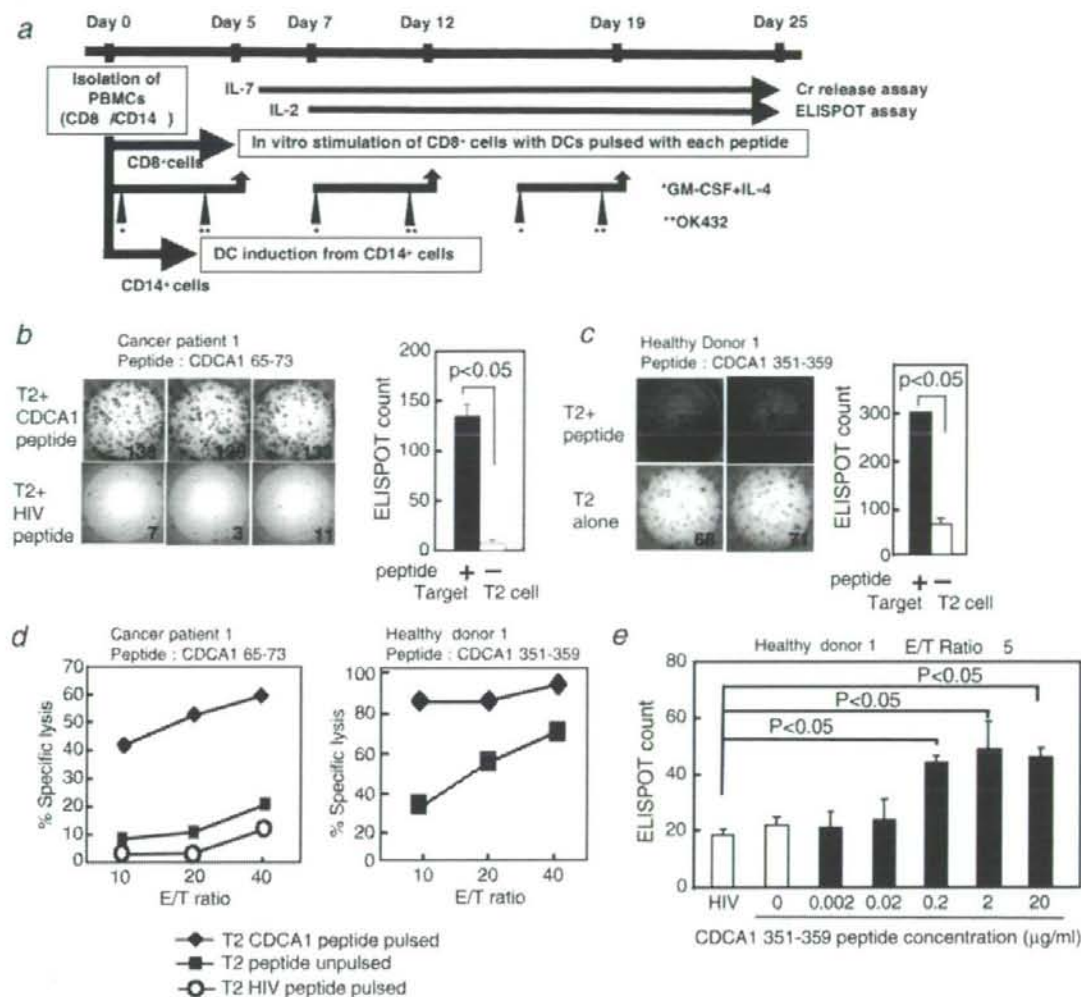 a
Day 0 Day 5 Day 7 Day 12 Day 19 Day 25
Isolation of
PBMCs
(CD8 /CD14 )
IL-7
Cr release assay
IL-2
ELISPOT assay
CD8+cells
In vitro stimulation of CD8+ cells with DCs pulsed with each peptide
*GM-CSF+IL-4
* ** * ** * **
**OK432
DC induction from CD14+ cells
CD14+ cells
b
Cancer patient 1
Peptide : CDCA1 65-73
T2+
CDCA1
peptide
T2+
HIV
peptide
7 3 11
ELISPOT count
200
150
100
50
0
p<0.05
peptide + −
Target T2 cell
c
Healthy Donor 1
Peptide : CDCA1 351-359
T2+
peptide
T2
alone
68 71
ELISPOT count
300
200
100
0
p<0.05
peptide + −
Target T2 cell
d
Cancer patient 1
Peptide : CDCA1 65-73
% Specific lysis
70
60
50
40
30
20
10
0
10 20 40
E/T ratio
Healthy donor 1
Peptide : CDCA1 351-359
% Specific lysis
100
80
60
40
20
0
10 20 40
E/T ratio
T2 CDCA1 peptide pulsed
T2 peptide unpulsed
T2 HIV peptide pulsed
e
Healthy donor 1 E/T Ratio 5
ELISPOT count
80
60
40
20
0
P<0.05
P<0.05
P<0.05
HIV 0 0.002 0.02 0.2 2 20
CDCA1 351-359 peptide concentration (μg/ml)